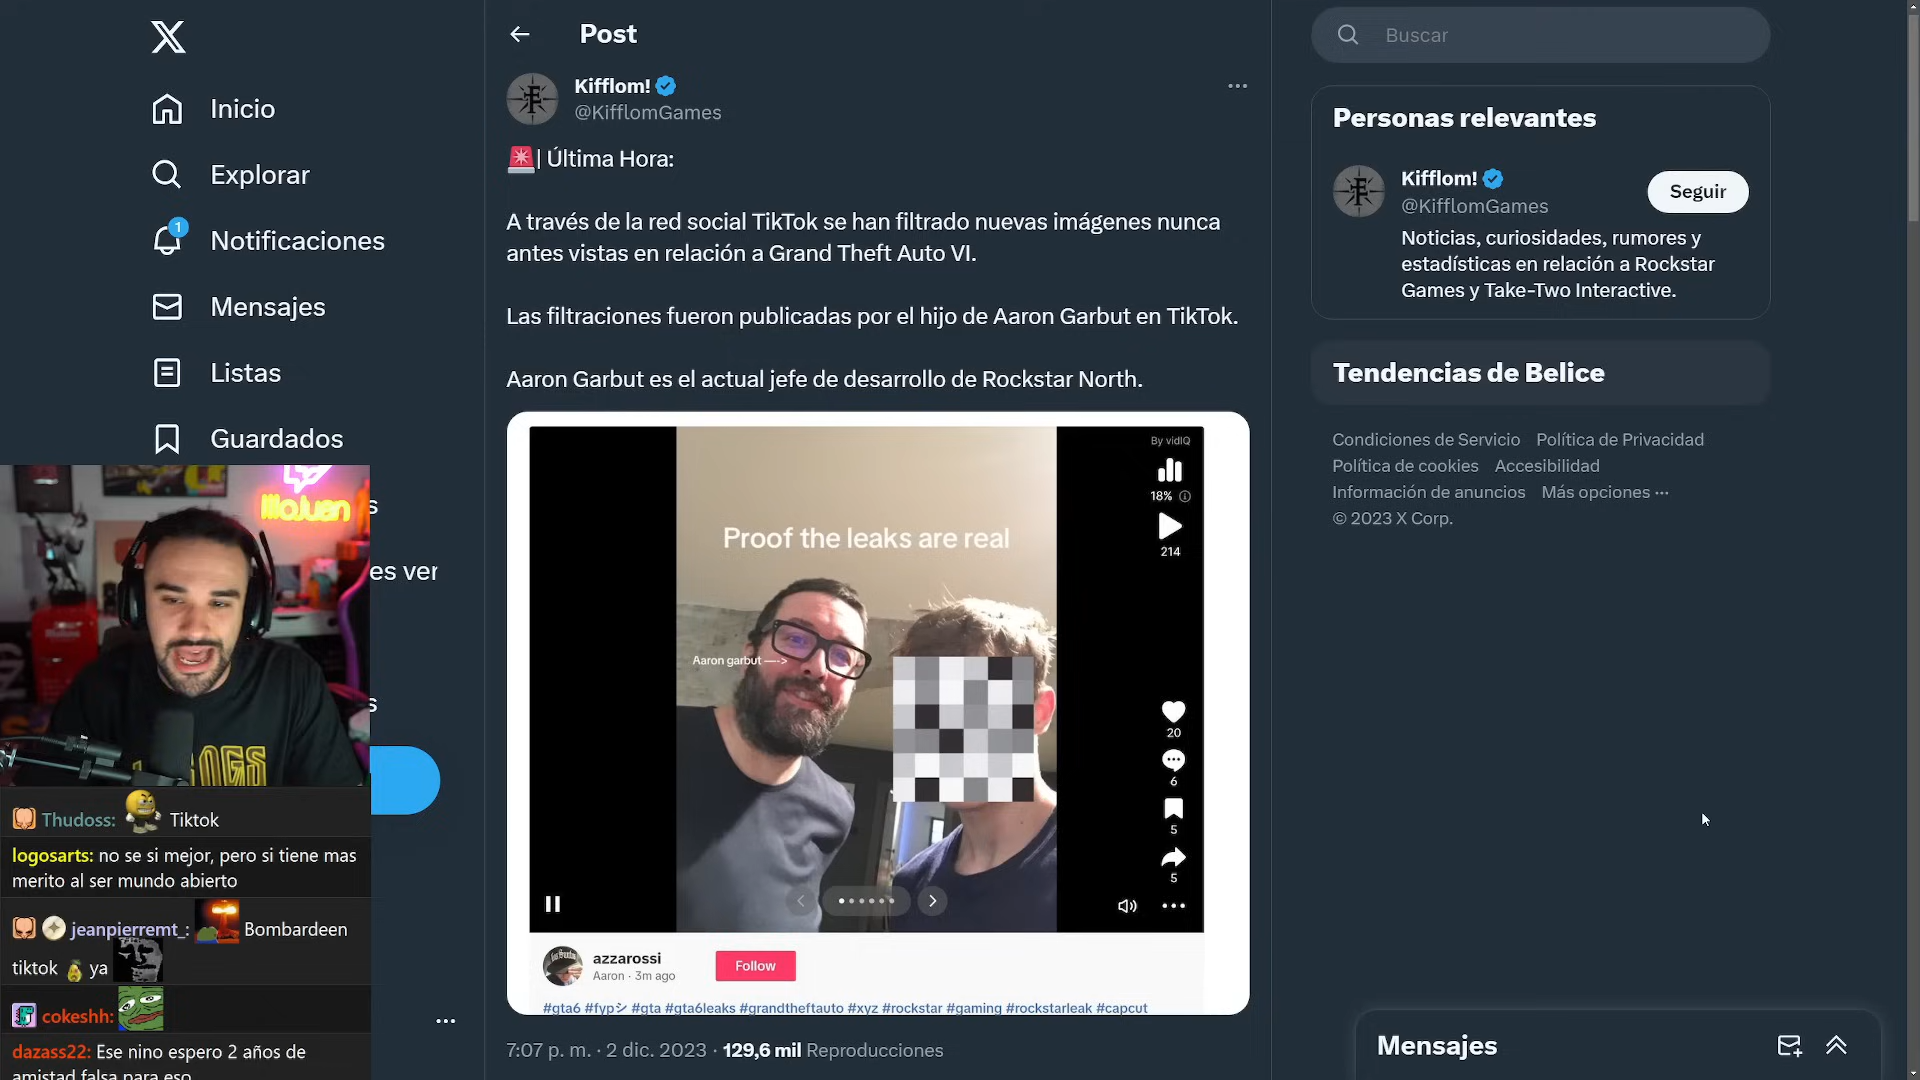 Inicio
Explorar
1
Notificaciones
Mensajes
Listas
Guardados
s
es ver
s
IlloJuan
Thudoss: Tiktok
logosarts: no se si mejor, pero si tiene mas
merito al ser mundo abierto
jeanpierremt_: Bombardeen
tiktok ya
cokeshh:
dazass22: Ese nino espero 2 años de
amistad falsa para eso
Post
Kifflom!
@KifflomGames
| Última Hora:
A través de la red social TikTok se han filtrado nuevas imágenes nunca
antes vistas en relación a Grand Theft Auto VI.
Las filtraciones fueron publicadas por el hijo de Aaron Garbut en TikTok.
Aaron Garbut es el actual jefe de desarrollo de Rockstar North.
By vidIQ
18%
214
Proof the leaks are real
Aaron garbut —->
20
6
5
5
azzarossi
Aaron · 3m ago
Follow
#gta6 #fypシ #gta #gta6leaks #grandtheftauto #xyz #rockstar #gaming #rockstarleak #capcut
7:07 p. m. · 2 dic. 2023 · 129,6 mil Reproducciones
Buscar
Personas relevantes
Kifflom!
@KifflomGames
Seguir
Noticias, curiosidades, rumores y
estadísticas en relación a Rockstar
Games y Take-Two Interactive.
Tendencias de Belice
Condiciones de Servicio Política de Privacidad
Política de cookies Accesibilidad
Información de anuncios Más opciones ···
© 2023 X Corp.
Mensajes